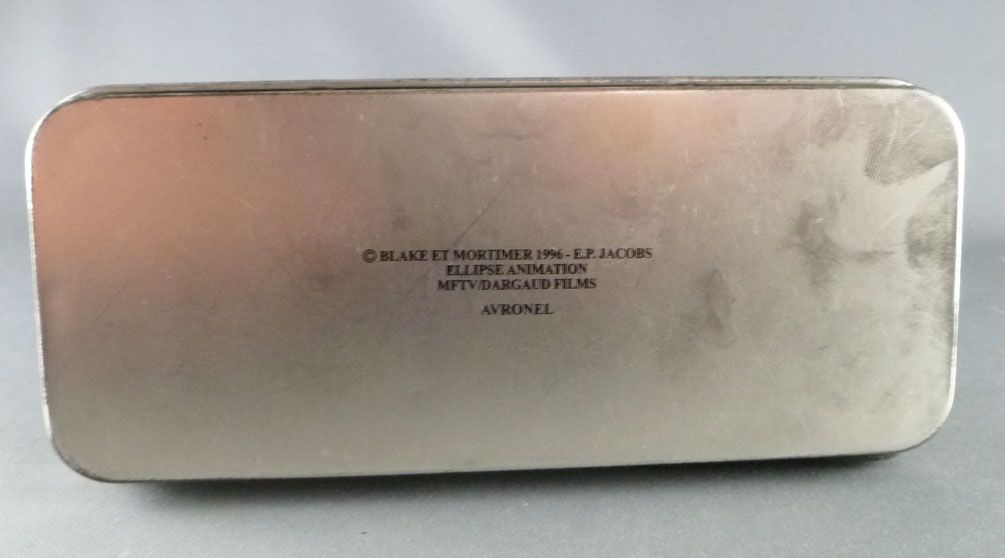 © BLAKE ET MORTIMER 1996 - E.P. JACOBS
ELLIPSE ANIMATION
MFTV/DARGAUD FILMS
AVRONEL